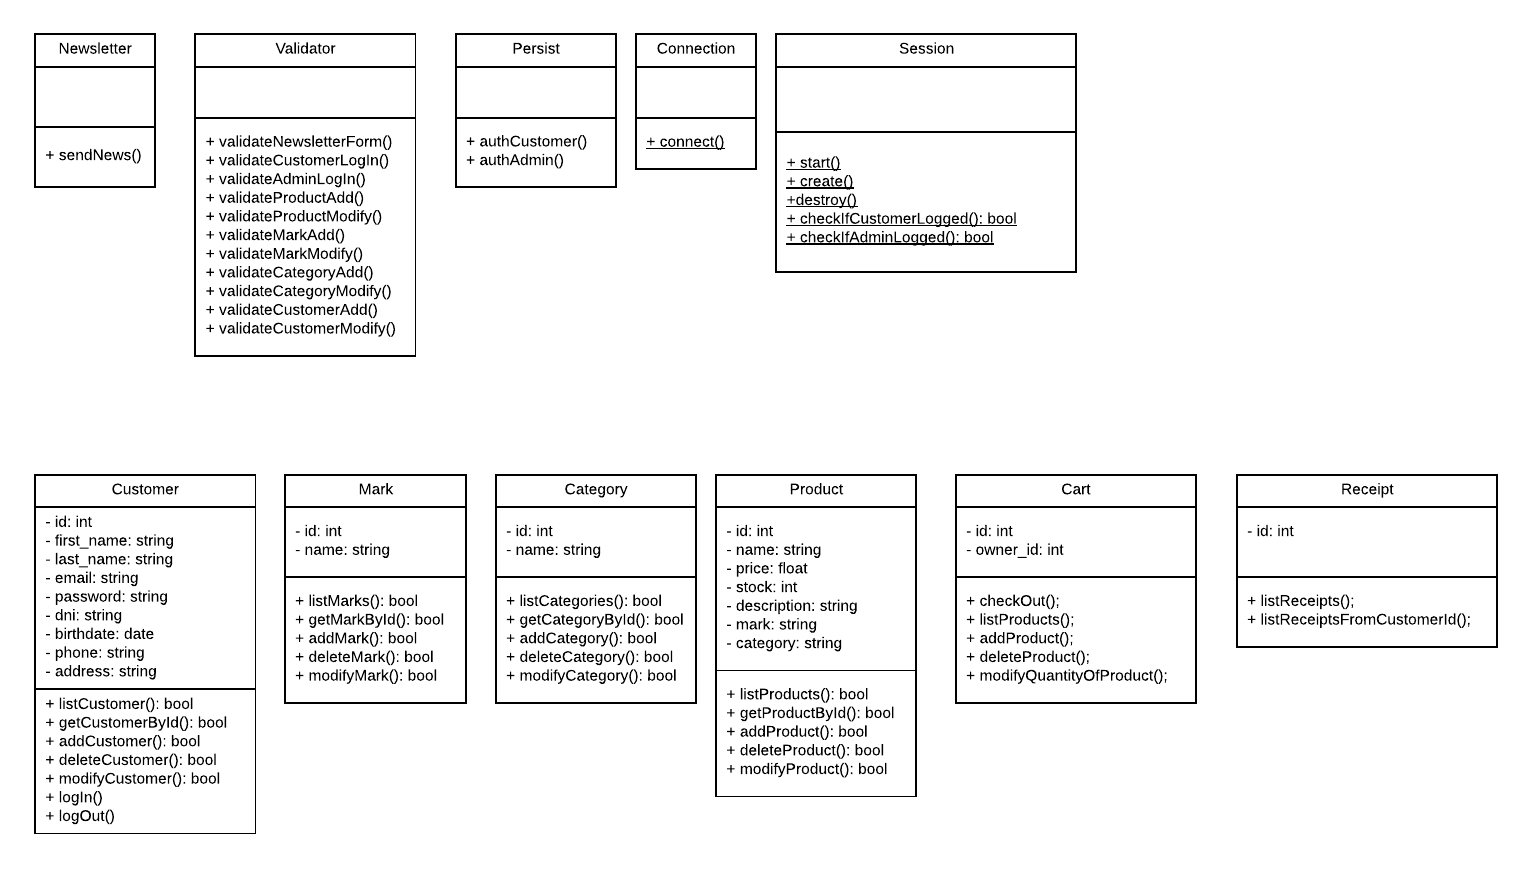 Newsletter
+ sendNews()
Validator
+ validateNewsletterForm()
+ validateCustomerLogIn()
+ validateAdminLogIn()
+ validateProductAdd()
+ validateProductModify()
+ validateMarkAdd()
+ validateMarkModify()
+ validateCategoryAdd()
+ validateCategoryModify()
+ validateCustomerAdd()
+ validateCustomerModify()
Persist
+ authCustomer()
+ authAdmin()
Connection
+ connect()
Session
+ start()
+ create()
+destroy()
+ checkIfCustomerLogged(): bool
+ checkIfAdminLogged(): bool
Customer
- id: int
- first_name: string
- last_name: string
- email: string
- password: string
- dni: string
- birthdate: date
- phone: string
- address: string
+ listCustomer(): bool
+ getCustomerById(): bool
+ addCustomer(): bool
+ deleteCustomer(): bool
+ modifyCustomer(): bool
+ logIn()
+ logOut()
Mark
- id: int
- name: string
+ listMarks(): bool
+ getMarkById(): bool
+ addMark(): bool
+ deleteMark(): bool
+ modifyMark(): bool
Category
- id: int
- name: string
+ listCategories(): bool
+ getCategoryById(): bool
+ addCategory(): bool
+ deleteCategory(): bool
+ modifyCategory(): bool
Product
- id: int
- name: string
- price: float
- stock: int
- description: string
- mark: string
- category: string
+ listProducts(): bool
+ getProductById(): bool
+ addProduct(): bool
+ deleteProduct(): bool
+ modifyProduct(): bool
Cart
- id: int
- owner_id: int
+ checkOut();
+ listProducts();
+ addProduct();
+ deleteProduct();
+ modifyQuantityOfProduct();
Receipt
- id: int
+ listReceipts();
+ listReceiptsFromCustomerId();